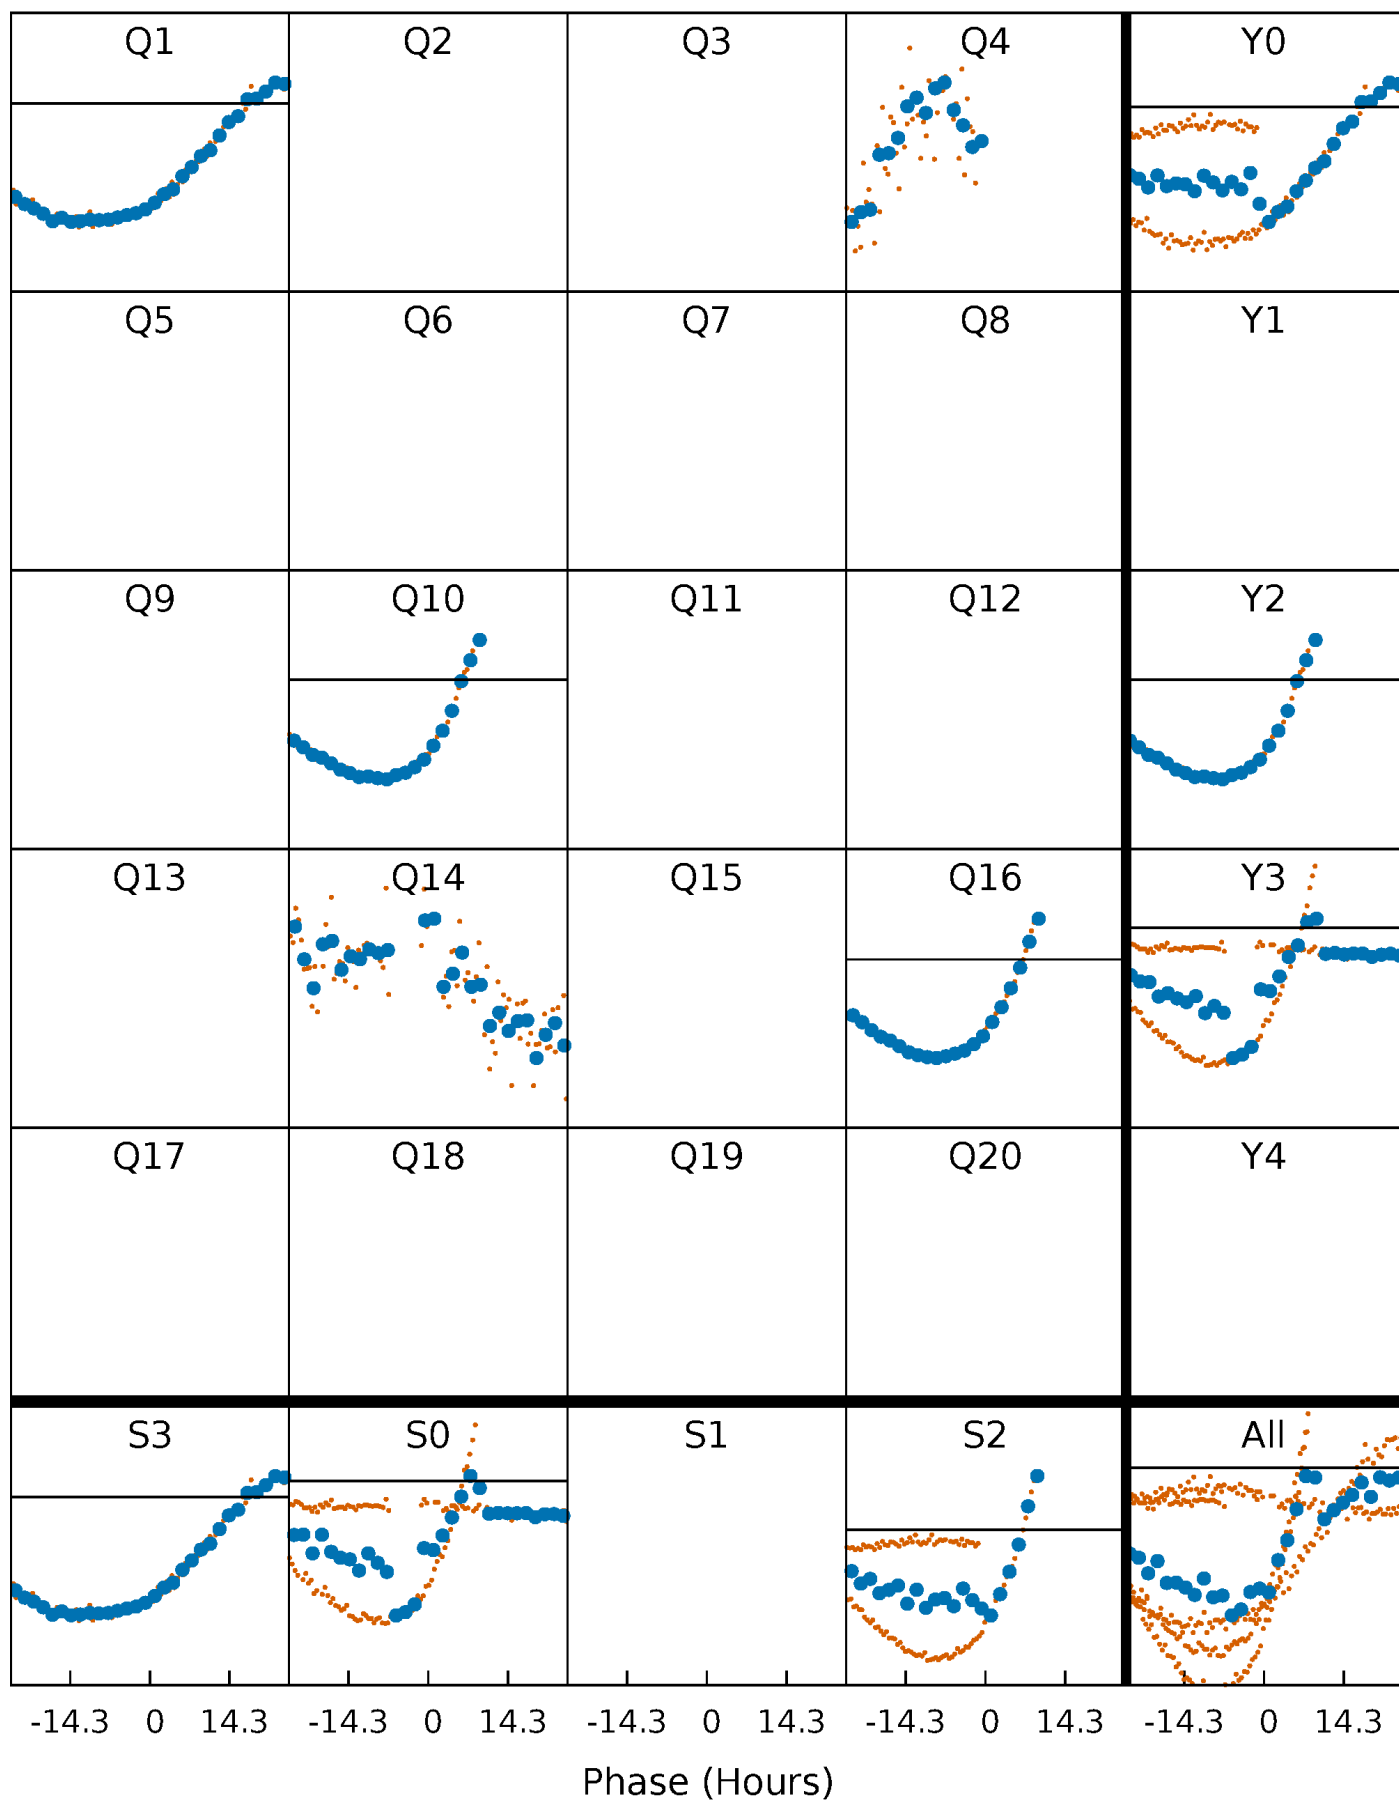 Q1 Q2 Q3 Q4 Y0
Q5 Q6 Q7 Q8 Y1
Q9 Q10 Q11 Q12 Y2
Q13 Q14 Q15 Q16 Y3
Q17 Q18 Q19 Q20 Y4
S3 S0 S1 S2 All
-14.3 0 14.3 -14.3 0 14.3 -14.3 0 14.3 -14.3 0 14.3 -14.3 0 14.3
Phase (Hours)